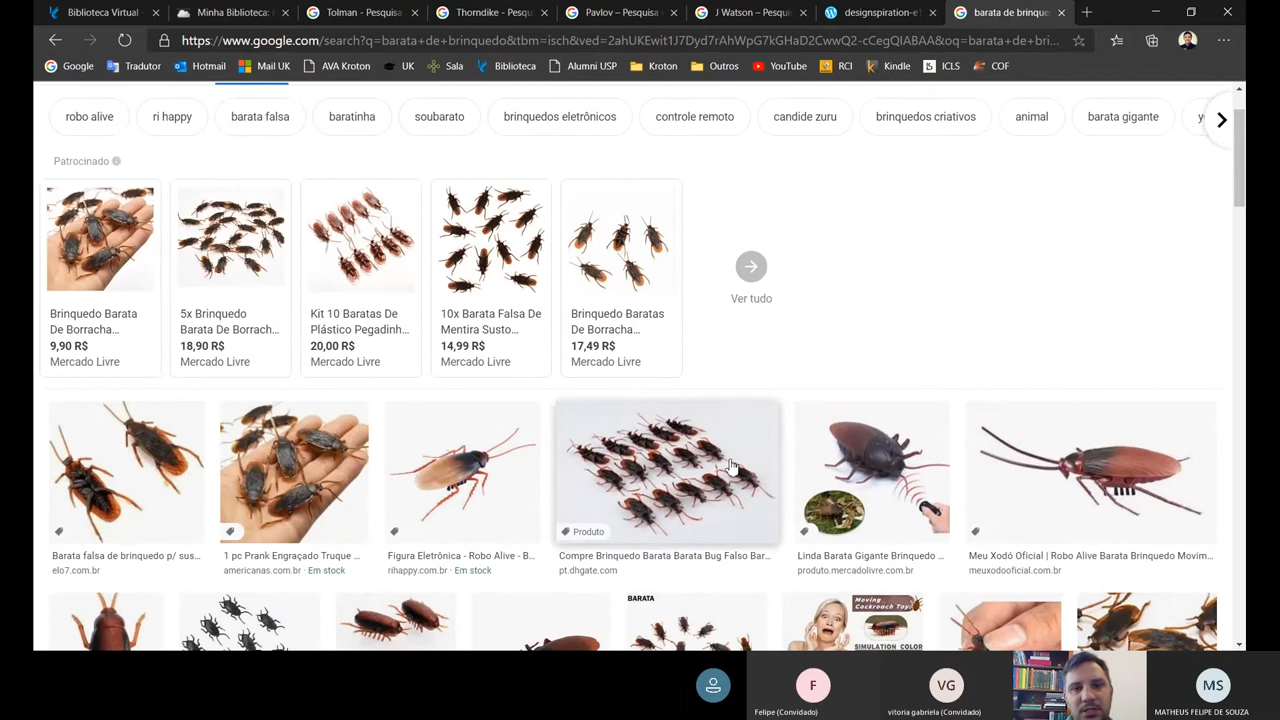 Biblioteca Virtual
Minha Biblioteca:
Tolman - Pesquisa
Thorndike - Pesquis
Pavlov – Pesquisa
J Watson – Pesquis
designspiration-e1
barata de brinque
https://www.google.com/search?q=barata+de+brinquedo&tbm=isch&ved=2ahUKEwit1J7Dyd7rAhWpG7kGHaD2CwwQ2-cCegQIABAA&oq=barata+de+bri...
Google
Tradutor
Hotmail
Mail UK
AVA Kroton
UK
Sala
Biblioteca
Alumni USP
Kroton
Outros
YouTube
RCI
Kindle
ICLS
COF
robo alive
ri happy
barata falsa
baratinha
soubarato
brinquedos eletrônicos
controle remoto
candide zuru
brinquedos criativos
animal
barata gigante
Patrocinado
Brinquedo Barata
De Borracha...
9,90 R$
Mercado Livre
5x Brinquedo
Barata De Borrach...
18,90 R$
Mercado Livre
Kit 10 Baratas De
Plástico Pegadinh...
20,00 R$
Mercado Livre
10x Barata Falsa De
Mentira Susto...
14,99 R$
Mercado Livre
Brinquedo Baratas
De Borracha...
17,49 R$
Mercado Livre
Ver tudo
Produto
Barata falsa de brinquedo p/ sus...
elo7.com.br
1 pc Prank Engraçado Truque ...
americanas.com.br · Em stock
Figura Eletrônica - Robo Alive - B...
rihappy.com.br · Em stock
Compre Brinquedo Barata Barata Bug Falso Bar...
pt.dhgate.com
Linda Barata Gigante Brinquedo ...
produto.mercadolivre.com.br
Meu Xodó Oficial | Robo Alive Barata Brinquedo Movim...
meuxodooficial.com.br
BARATA
Moving
Cockroach Toy
SIMULATION COLOR
F
Felipe (Convidado)
VG
vitoria gabriela (Convidado)
MS
MATHEUS FELIPE DE SOUZA